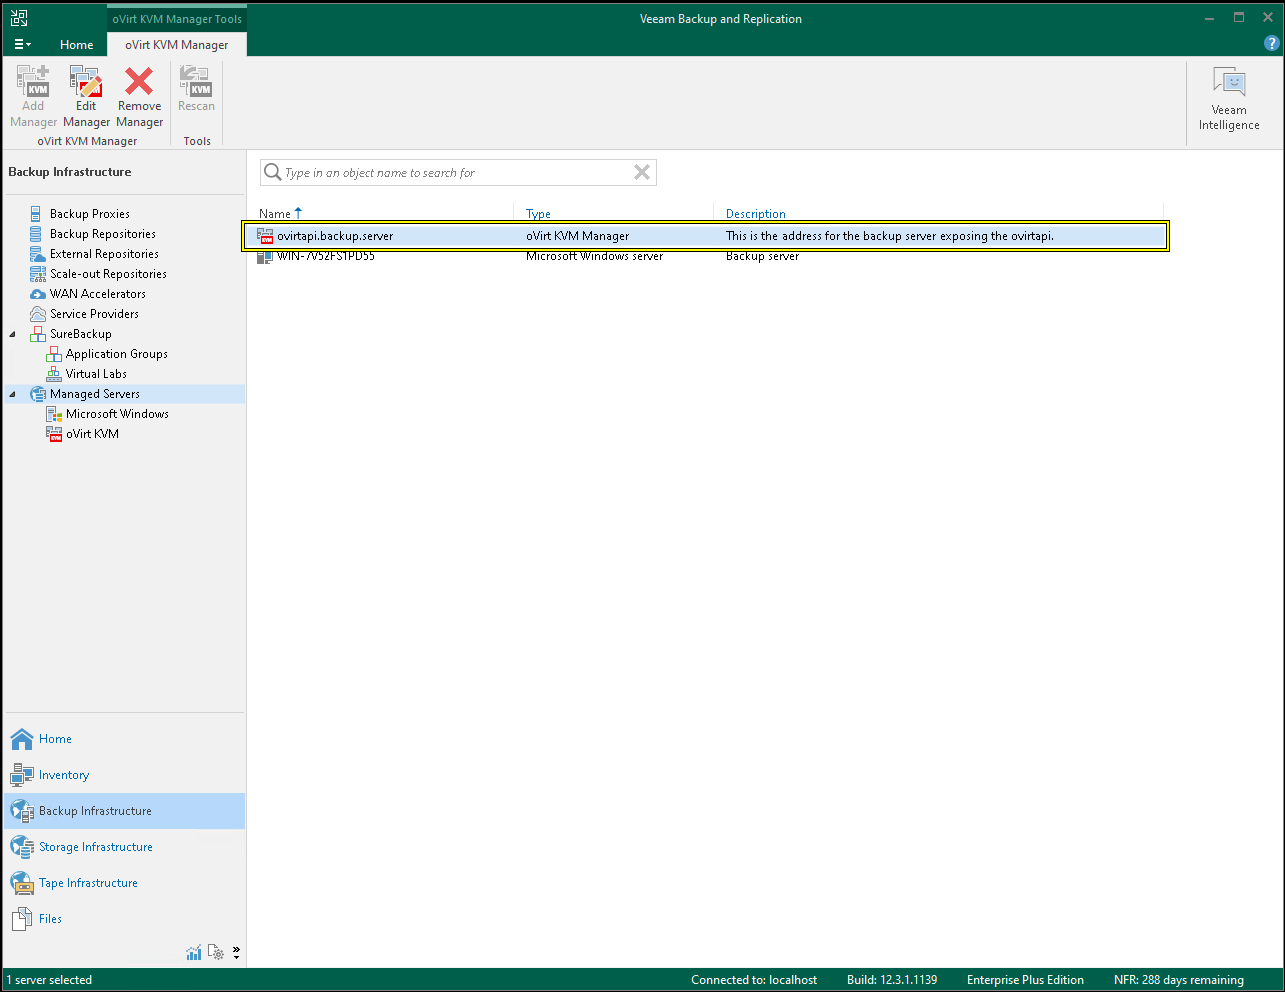 oVirt KVM Manager Tools
Veeam Backup and Replication
Home
oVirt KVM Manager
Add Manager
Edit Manager
Remove Manager
Rescan
oVirt KVM Manager
Tools
Veeam Intelligence
Backup Infrastructure
Backup Proxies
Backup Repositories
External Repositories
Scale-out Repositories
WAN Accelerators
Service Providers
SureBackup
Application Groups
Virtual Labs
Managed Servers
Microsoft Windows
oVirt KVM
Type in an object name to search for
Name Type Description
ovirtapi.backup.server oVirt KVM Manager This is the address for the backup server exposing the ovirtapi.
WIN-7V52FS1PD55 Microsoft Windows server Backup server
Home
Inventory
Backup Infrastructure
Storage Infrastructure
Tape Infrastructure
Files
1 server selected
Connected to: localhost
Build: 12.3.1.1139
Enterprise Plus Edition
NFR: 288 days remaining